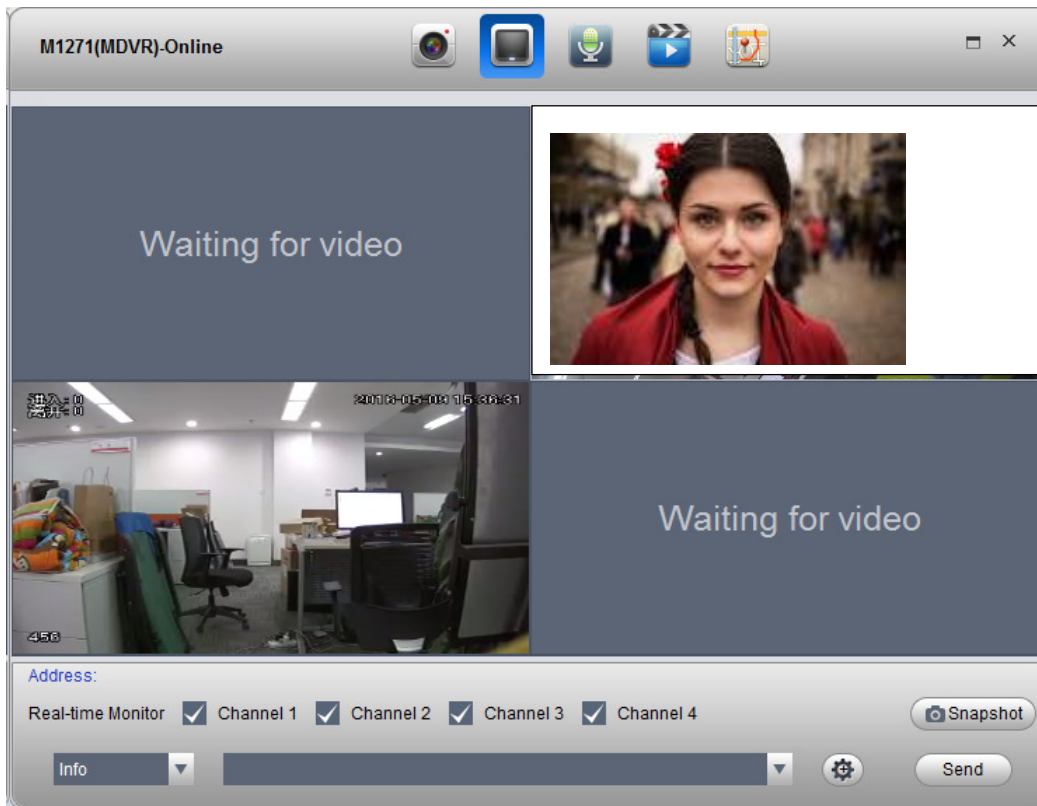 M1271(MDVR)-Online
Waiting for video
进入: 0
离开: 0
2018-05-09 15:36:31
456
Waiting for video
Address:
Real-time Monitor Channel 1 Channel 2 Channel 3 Channel 4
Snapshot
Info
Send